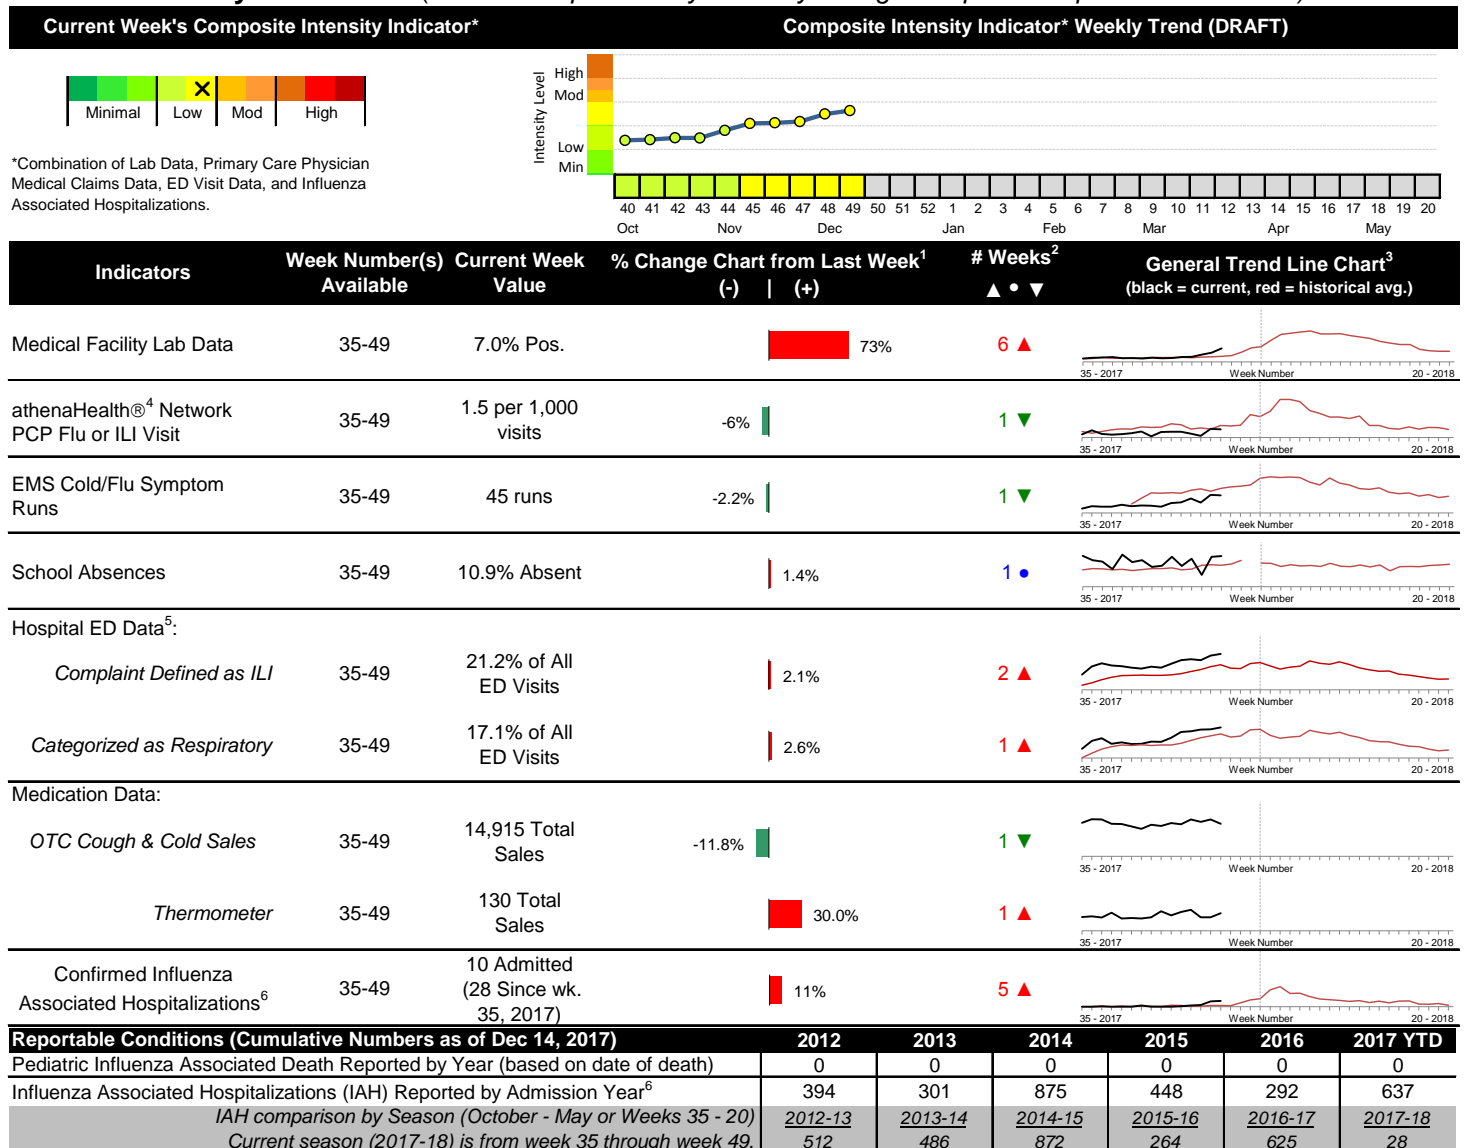 Current Week's Composite Intensity Indicator*
Composite Intensity Indicator* Weekly Trend (DRAFT)
Minimal Low Mod High
*Combination of Lab Data, Primary Care Physician
Medical Claims Data, ED Visit Data, and Influenza
Associated Hospitalizations.
Intensity Level
High
Mod
Low
Min
40 41 42 43 44 45 46 47 48 49 50 51 52 1 2 3 4 5 6 7 8 9 10 11 12 13 14 15 16 17 18 19 20
Oct Nov Dec Jan Feb Mar Apr May
Indicators
Week Number(s)
Available
Current Week
Value
% Change Chart from Last Week1
(-) | (+)
# Weeks2
▲ ● ▼
General Trend Line Chart3
(black = current, red = historical avg.)
Medical Facility Lab Data 35-49 7.0% Pos. 73% 6 ▲
35 - 2017 Week Number 20 - 2018
athenaHealth®4 Network
PCP Flu or ILI Visit
35-49
1.5 per 1,000
visits
-6% 1 ▼
35 - 2017 Week Number 20 - 2018
EMS Cold/Flu Symptom
Runs
35-49 45 runs -2.2% 1 ▼
35 - 2017 Week Number 20 - 2018
School Absences 35-49 10.9% Absent 1.4% 1 ●
35 - 2017 Week Number 20 - 2018
Hospital ED Data5:
Complaint Defined as ILI 35-49
21.2% of All
ED Visits
2.1% 2 ▲
35 - 2017 Week Number 20 - 2018
Categorized as Respiratory 35-49
17.1% of All
ED Visits
2.6% 1 ▲
35 - 2017 Week Number 20 - 2018
Medication Data:
OTC Cough & Cold Sales 35-49
14,915 Total
Sales
-11.8% 1 ▼
35 - 2017 Week Number 20 - 2018
Thermometer 35-49
130 Total
Sales
30.0% 1 ▲
35 - 2017 Week Number 20 - 2018
Confirmed Influenza
Associated Hospitalizations6
35-49
10 Admitted
(28 Since wk.
35, 2017)
11% 5 ▲
35 - 2017 Week Number 20 - 2018
Reportable Conditions (Cumulative Numbers as of Dec 14, 2017) 2012 2013 2014 2015 2016 2017 YTD
Pediatric Influenza Associated Death Reported by Year (based on date of death) 0 0 0 0 0 0
Influenza Associated Hospitalizations (IAH) Reported by Admission Year6 394 301 875 448 292 637
IAH comparison by Season (October - May or Weeks 35 - 20) 2012-13 2013-14 2014-15 2015-16 2016-17 2017-18
Current season (2017-18) is from week 35 through week 49. 512 486 872 264 625 28